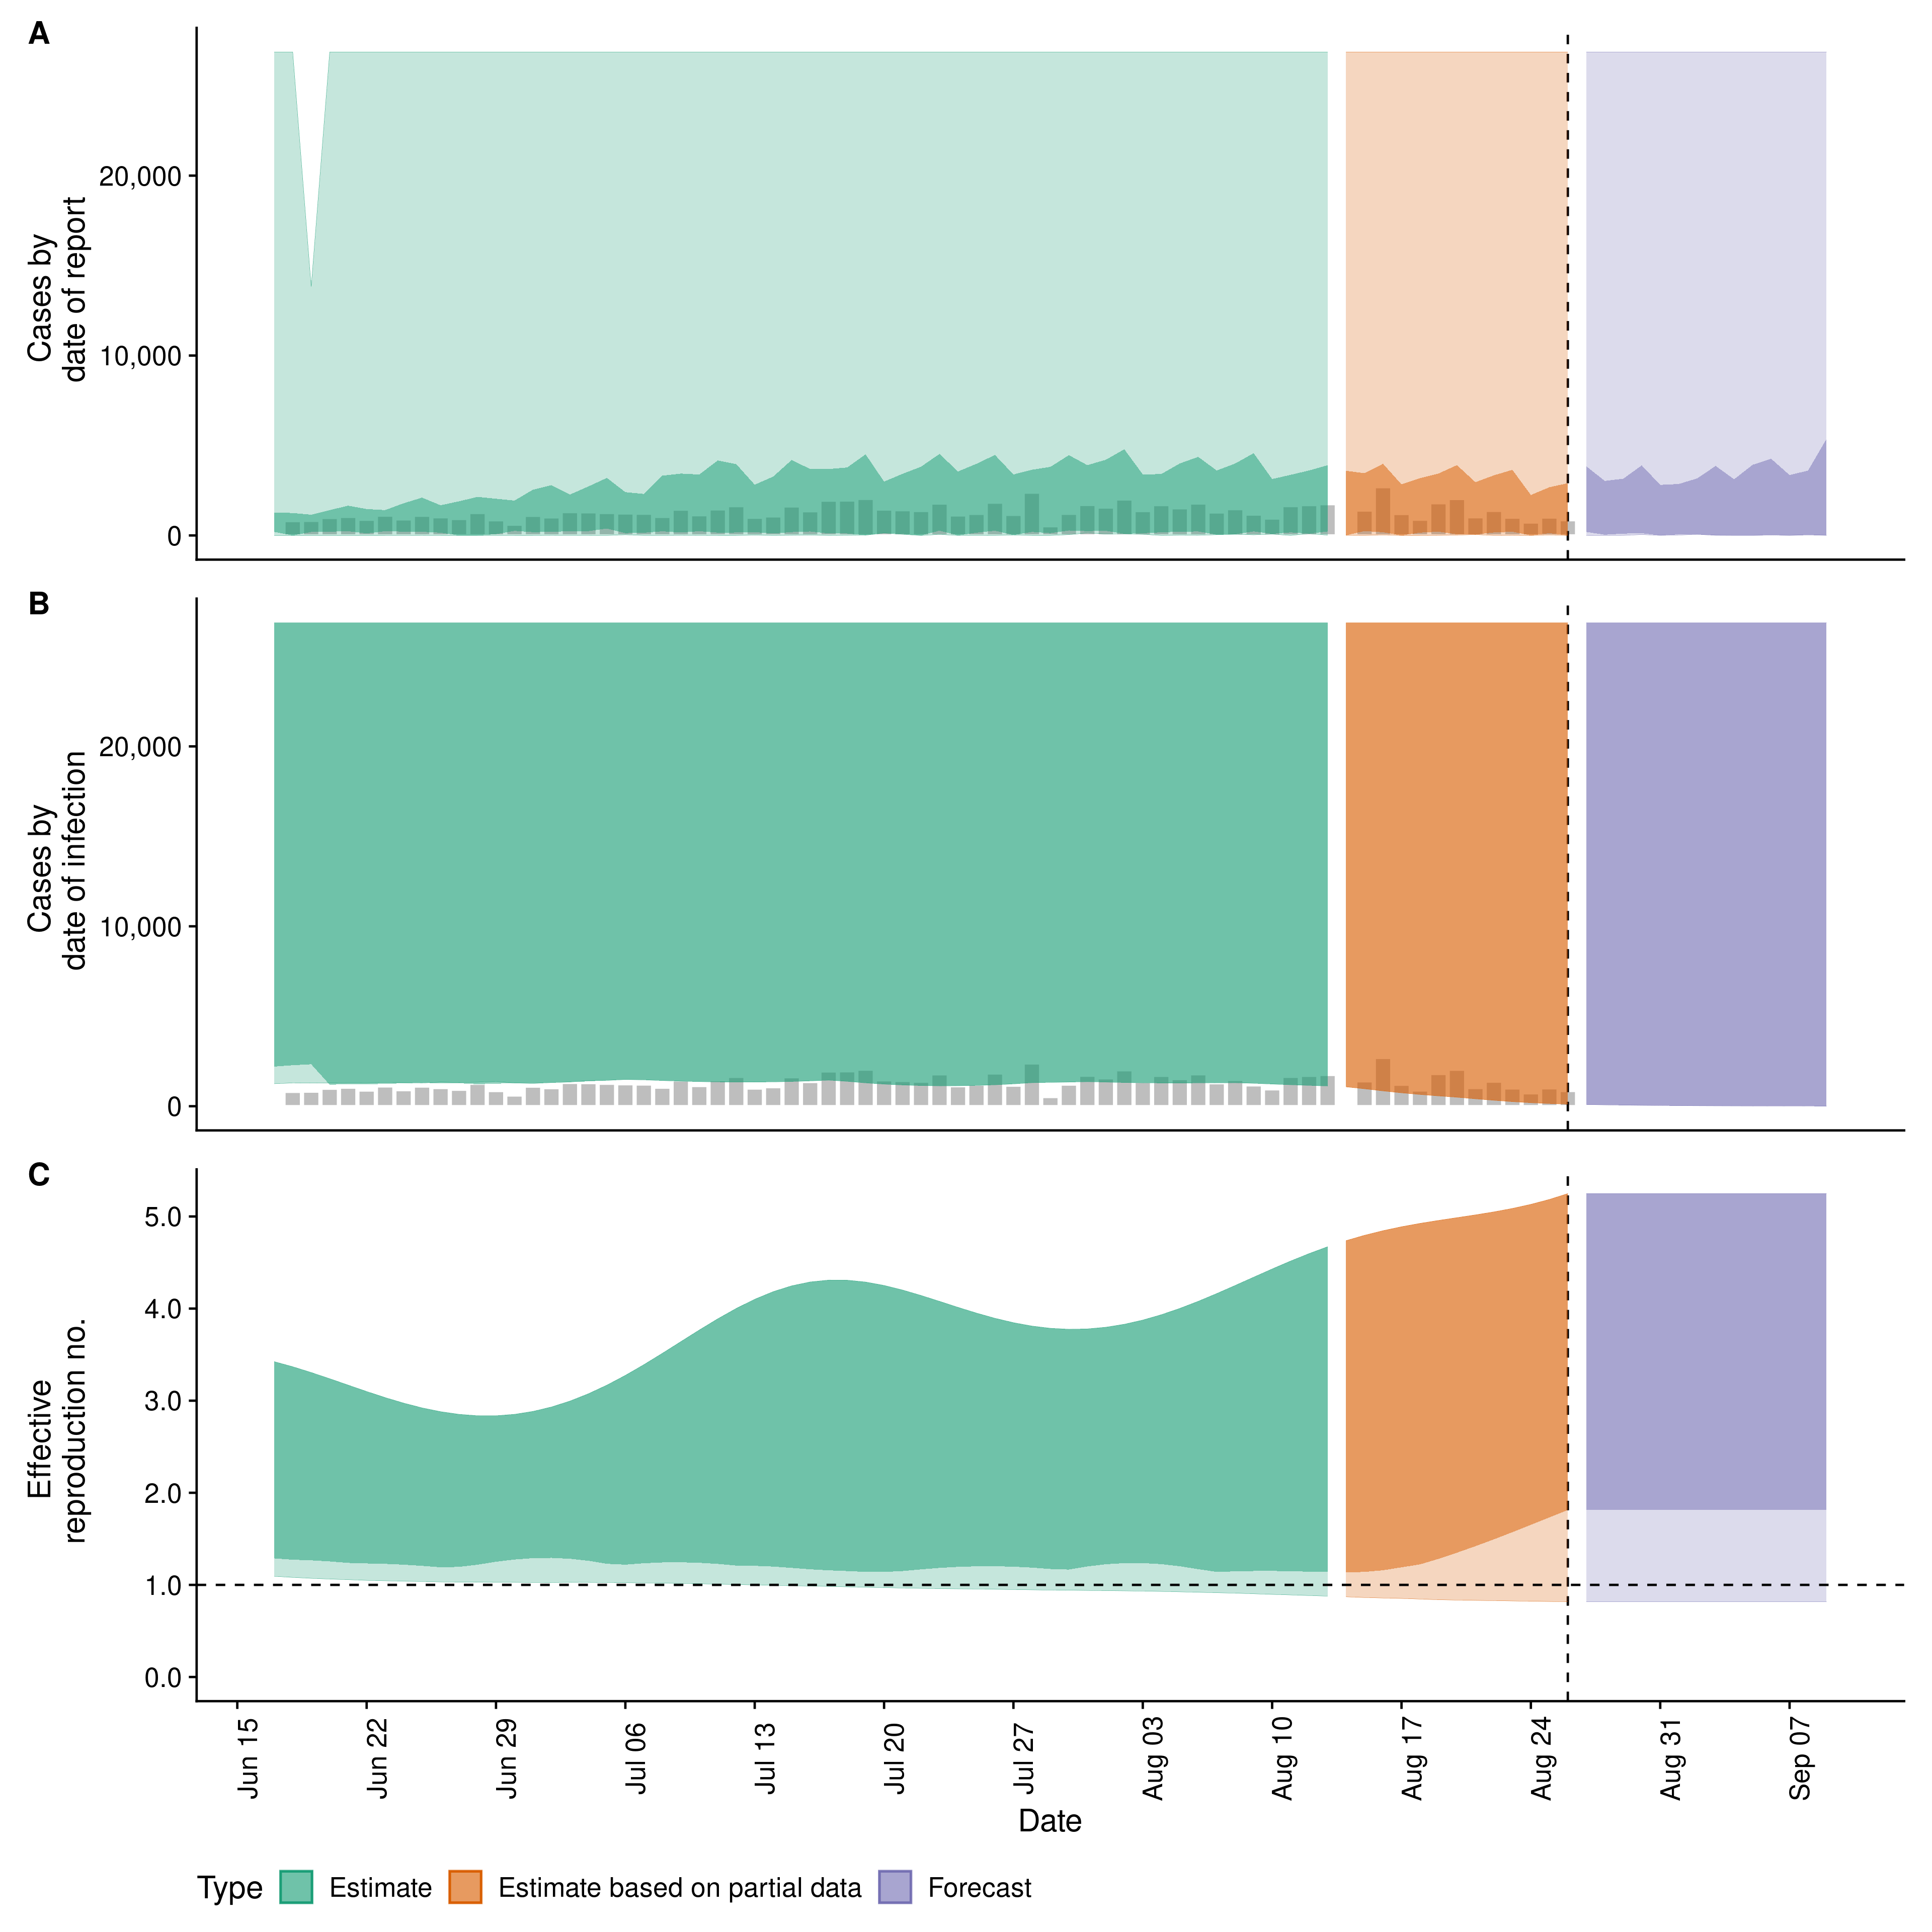 A
Cases by
date of report
20,000
10,000
0
B
Cases by
date of infection
20,000
10,000
0
C
Effective
reproduction no.
5.0
4.0
3.0
2.0
1.0
0.0
Jun 15
Jun 22
Jun 29
Jul 06
Jul 13
Jul 20
Jul 27
Aug 03
Aug 10
Aug 17
Aug 24
Aug 31
Sep 07
Date
Type Estimate Estimate based on partial data Forecast